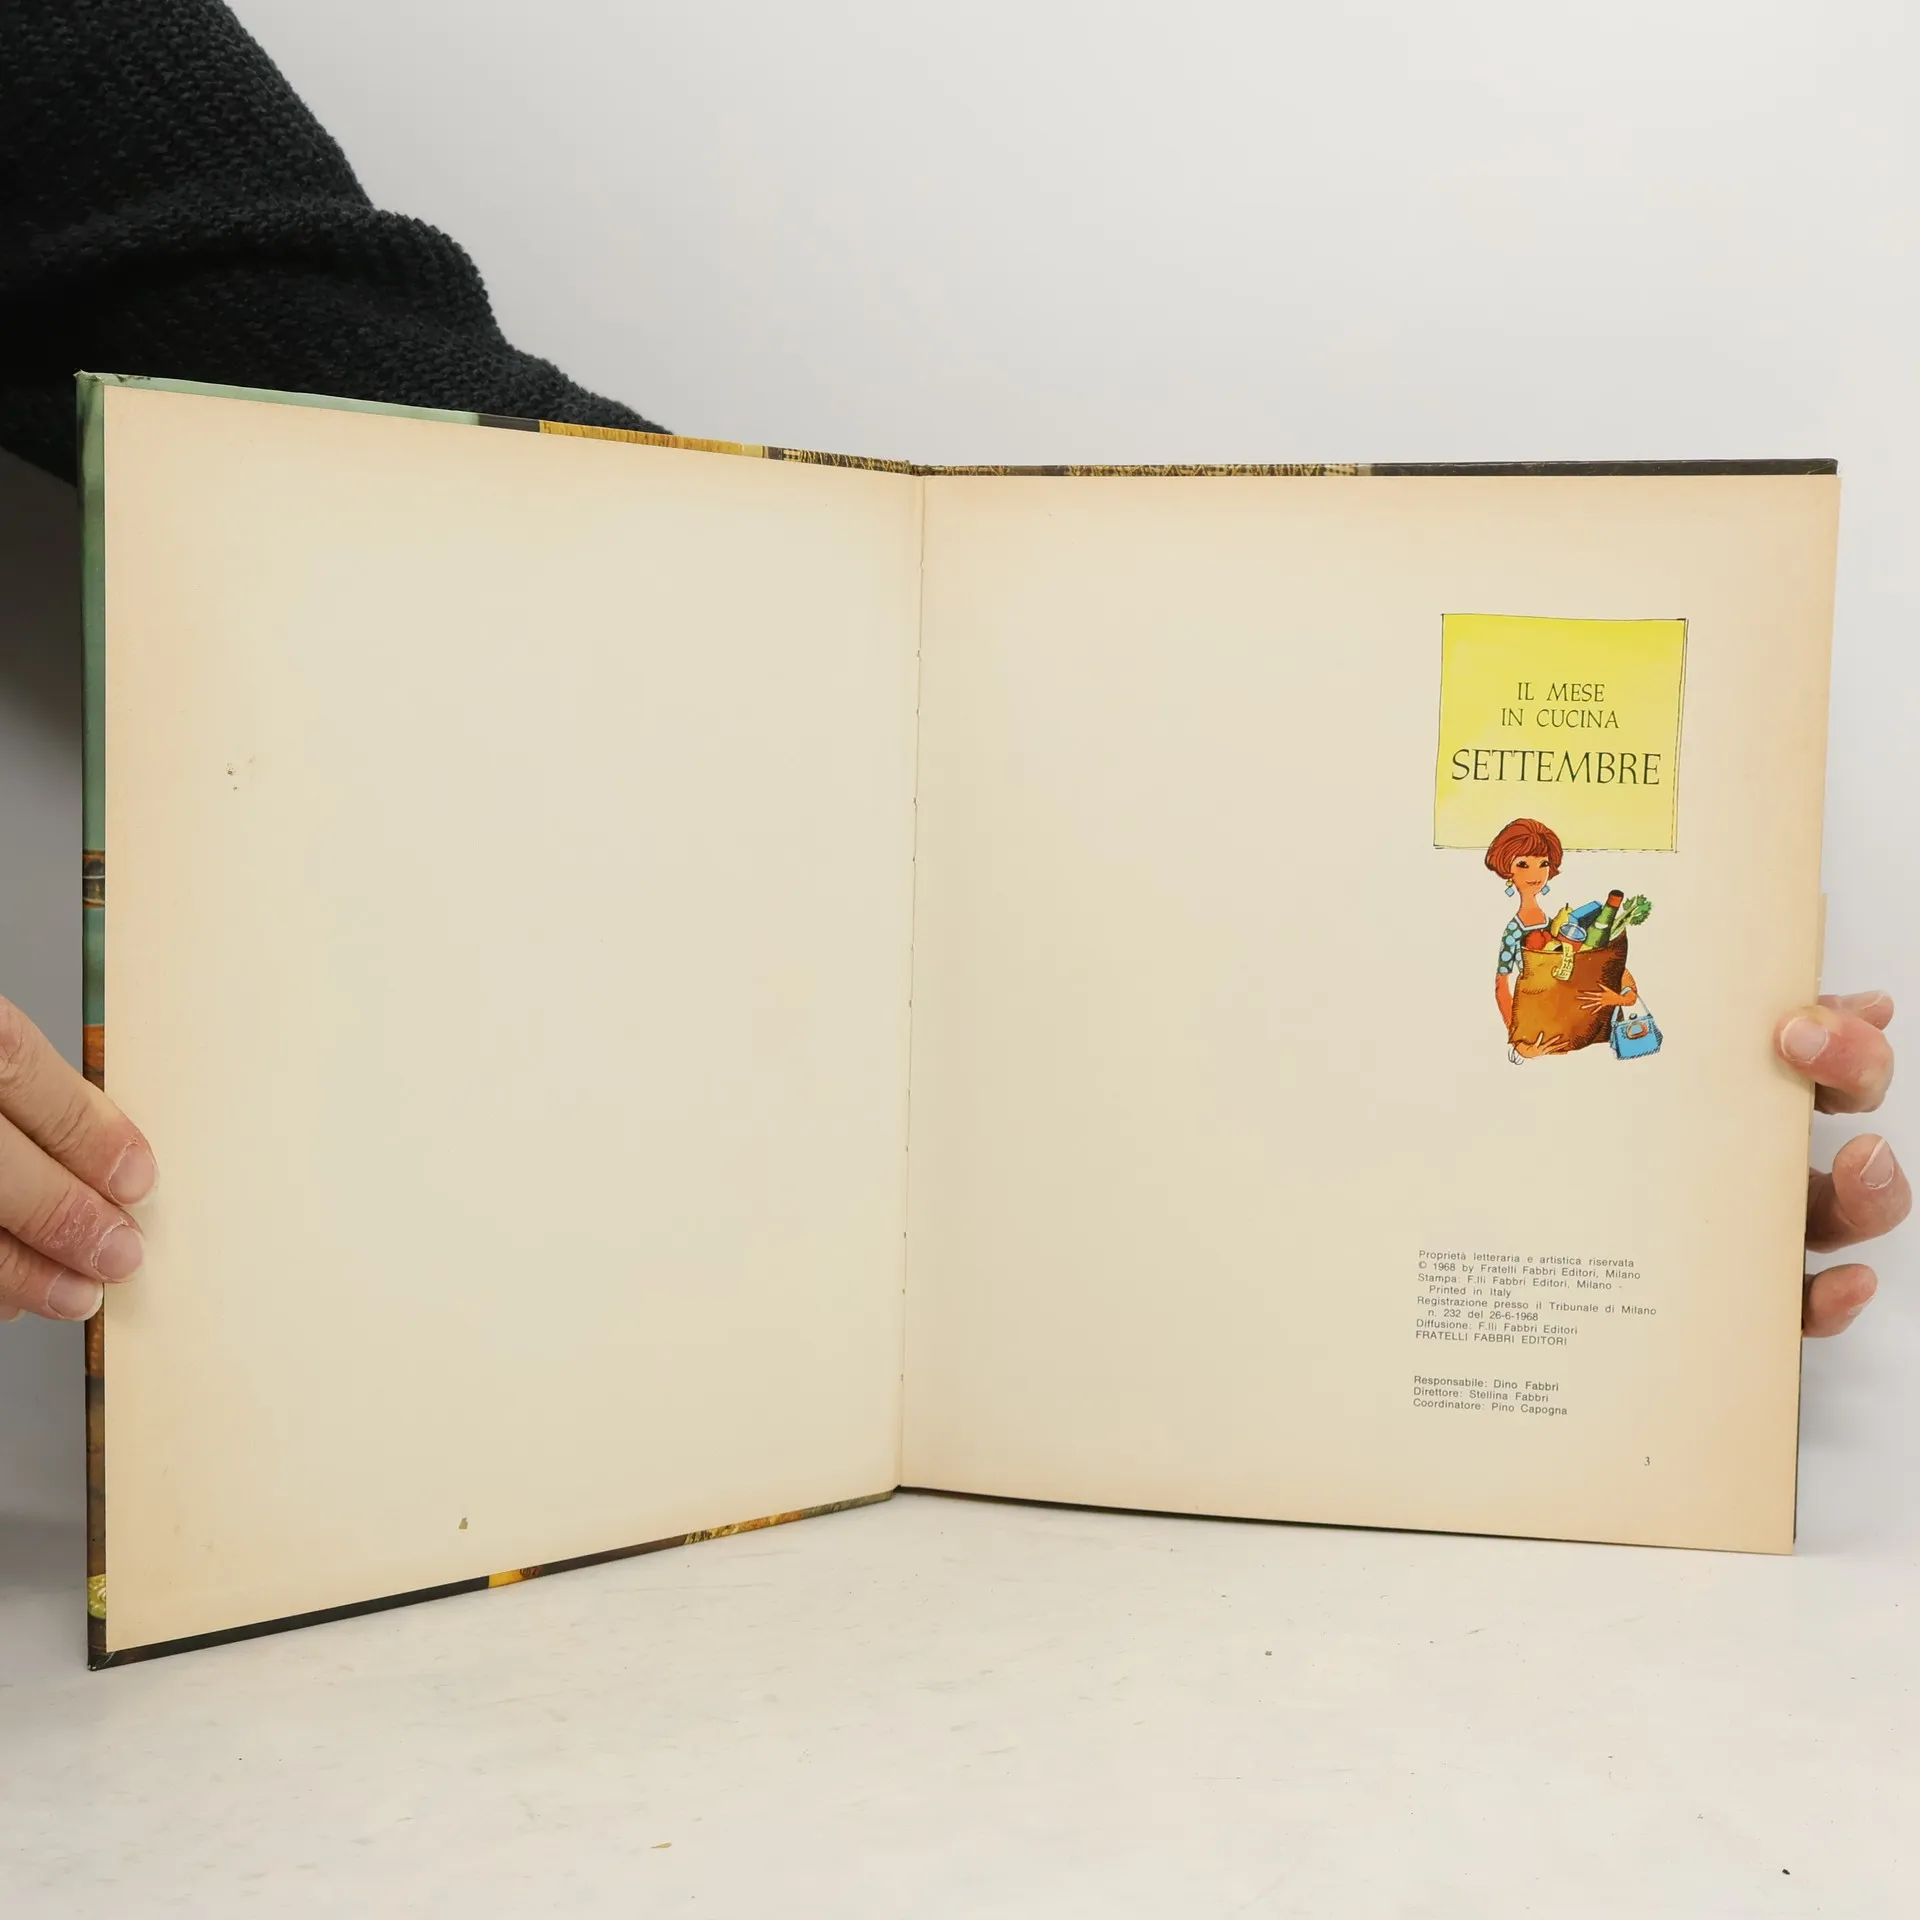 IL MESE
IN CUCINA
SETTEMBRE
Proprietà letteraria e artistica riservata
© 1968 by Fratelli Fabbri Editori, Milano
Stampa: F.lli Fabbri Editori, Milano -
Printed in Italy
Registrazione presso il Tribunale di Milano
n. 232 del 26-6-1968
Diffusione: F.lli Fabbri Editori
FRATELLI FABBRI EDITORI
Responsabile: Dino Fabbri
Direttore: Stellina Fabbri
Coordinatore: Pino Capogna
3